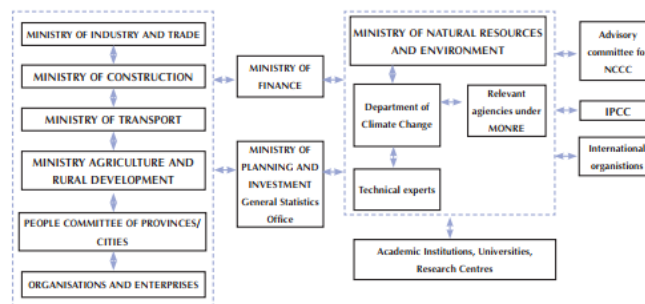 MINISTRY OF INDUSTRY AND TRADE
MINISTRY OF CONSTRUCTION
MINISTRY OF TRANSPORT
MINISTRY AGRICULTURE AND
RURAL DEVELOPMENT
PEOPLE COMMITTEE OF PROVINCES/
CITIES
ORGANISATIONS AND ENTERPRISES
MINISTRY OF
FINANCE
MINISTRY OF
PLANNING AND
INVESTMENT
General Statistics
Office
MINISTRY OF NATURAL RESOURCES
AND ENVIRONMENT
Department of
Climate Change
Relevant
agiencies under
MONRE
Technical experts
Academic Institutions, Universities,
Research Centres
Advisory
committee fo
NCCC
IPCC
International
organistions